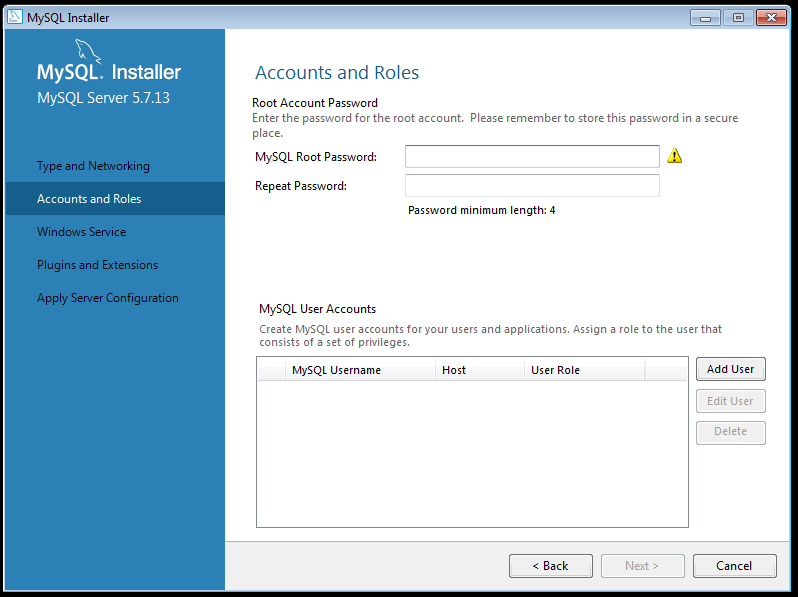 MySQL Installer
MySQL® Installer
MySQL Server 5.7.13
Type and Networking
Accounts and Roles
Windows Service
Plugins and Extensions
Apply Server Configuration
Accounts and Roles
Root Account Password
Enter the password for the root account. Please remember to store this password in a secure
place.
MySQL Root Password:
Repeat Password:
Password minimum length: 4
MySQL User Accounts
Create MySQL user accounts for your users and applications. Assign a role to the user that
consists of a set of privileges.
MySQL Username Host User Role
Add User
Edit User
Delete
< Back Next > Cancel